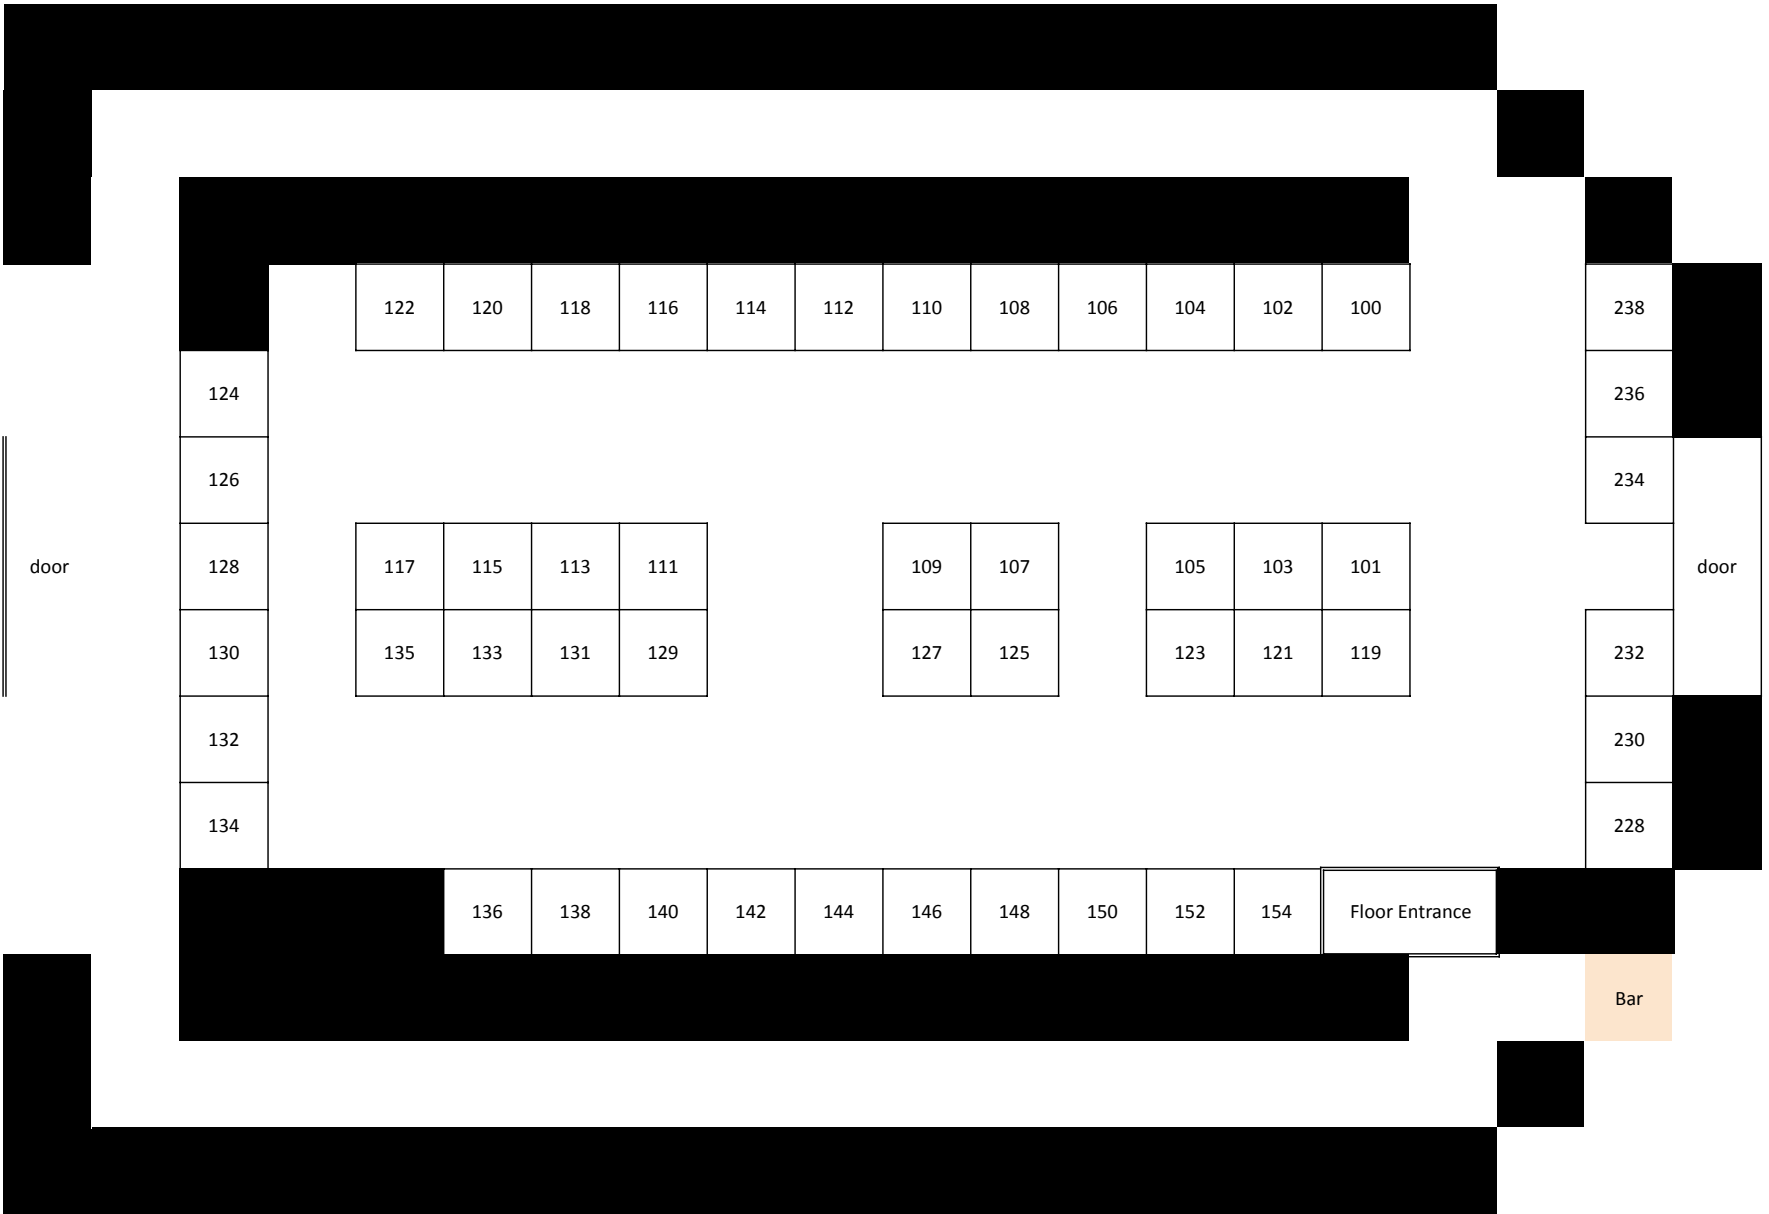 122 120 118 116 114 112 110 108 106 104 102 100 238
124 236
126 234
door 128 117 115 113 111 109 107 105 103 101 door
130 135 133 131 129 127 125 123 121 119 232
132 230
134 228
136 138 140 142 144 146 148 150 152 154 Floor Entrance
Bar